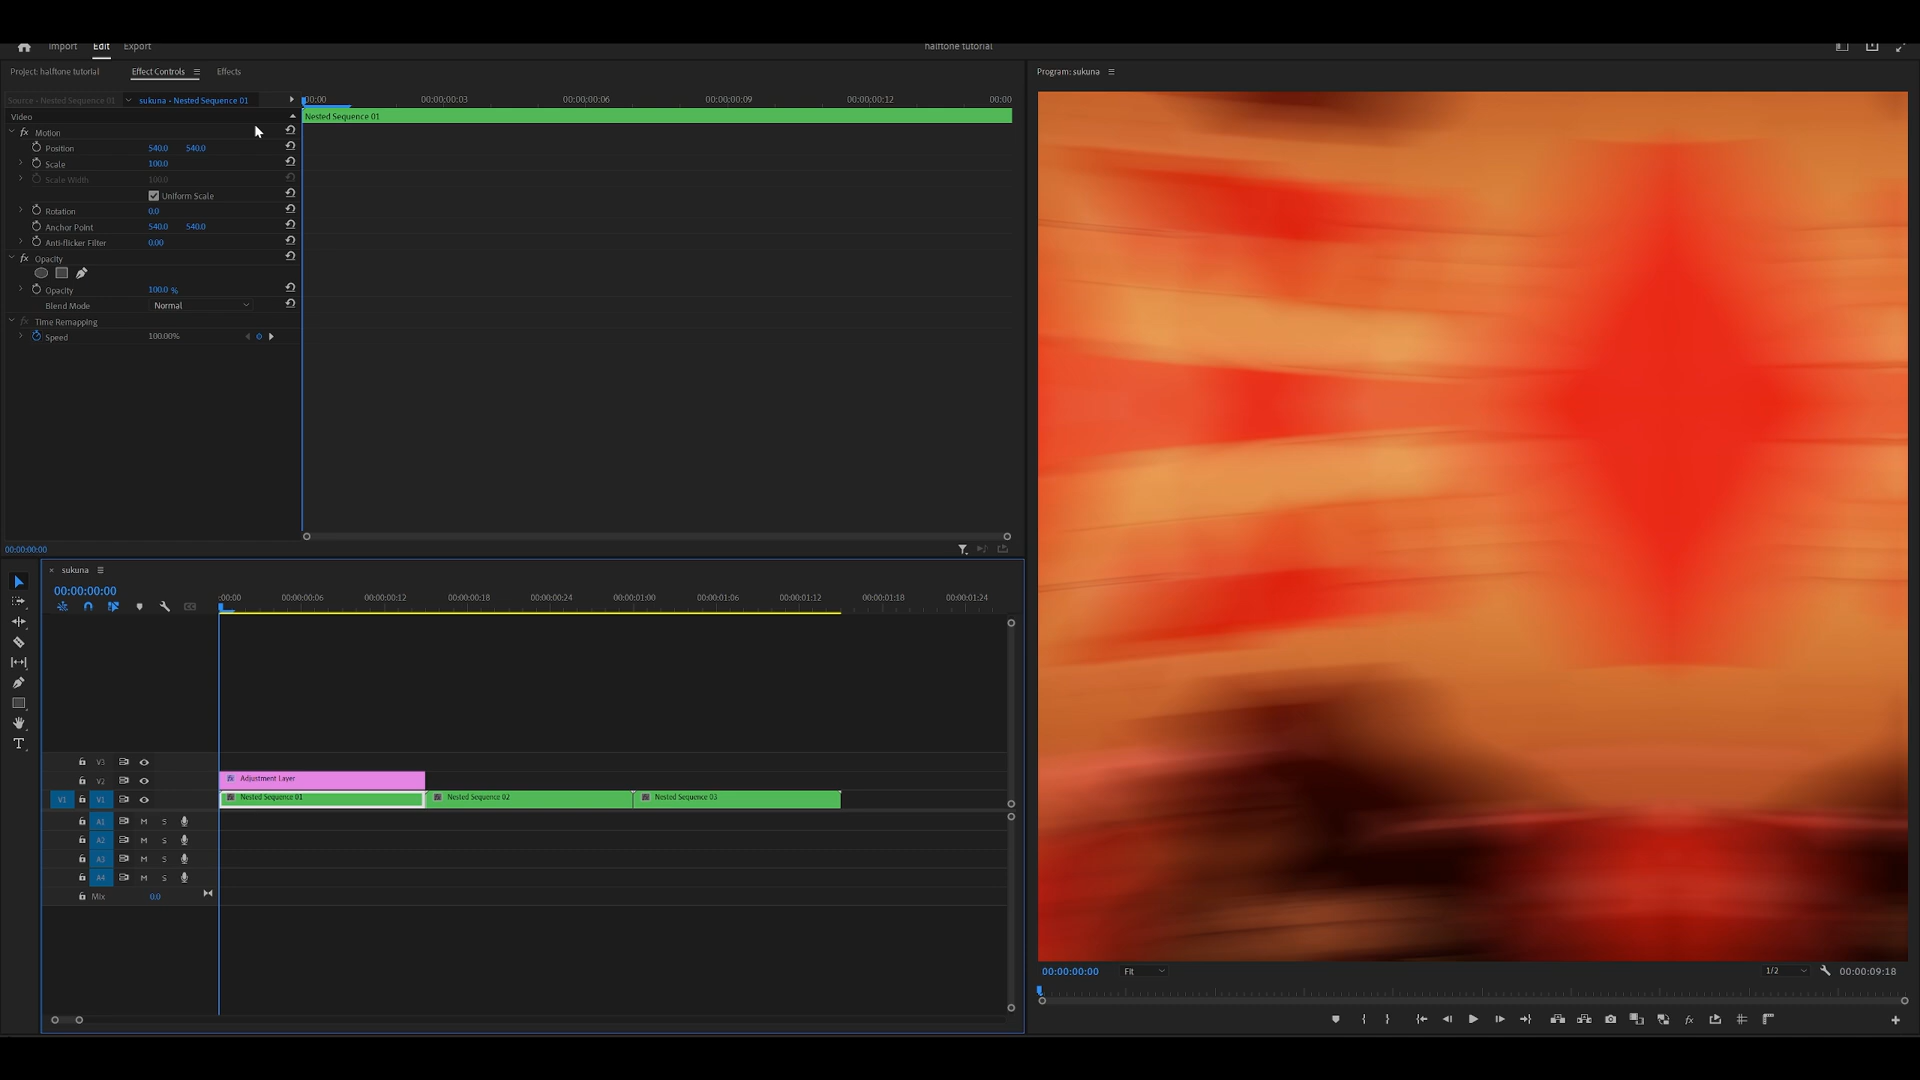 Import Edit Export halftone tutorial
Project: halftone tutorial Effect Controls Effects
Program: sukuna
Source - Nested Sequence 01 sukuna - Nested Sequence 01
:00:00 00:00:00:03 00:00:00:06 00:00:00:09 00:00:00:12 00:00
Video
Nested Sequence 01
fx Motion
Position 540.0 540.0
Scale 100.0
Scale Width 100.0
Uniform Scale
Rotation 0.0
Anchor Point 540.0 540.0
Anti-flicker Filter 0.00
fx Opacity
Opacity 100.0 %
Blend Mode Normal
fx Time Remapping
Speed 100.00%
00:00:00:00
× sukuna
00:00:00:00
:00:00 00:00:00:06 00:00:00:12 00:00:00:18 00:00:00:24 00:00:01:00 00:00:01:06 00:00:01:12 00:00:01:18 00:00:01:24
V3
V2 Adjustment Layer
V1 V1 Nested Sequence 01 Nested Sequence 02 Nested Sequence 03
A1 M S
A2 M S
A3 M S
A4 M S
Mix 0.0
T
00:00:00:00 Fit 1/2 00:00:09:18
fx